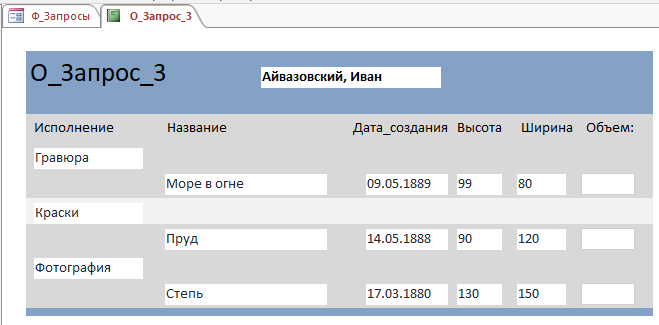 Ф_Запросы О_Запрос_3
О_Запрос_3 Айвазовский, Иван
Исполнение Название Дата_создания Высота Ширина Объем:
Гравюра
Море в огне 09.05.1889 99 80
Краски
Пруд 14.05.1888 90 120
Фотография
Степь 17.03.1880 130 150